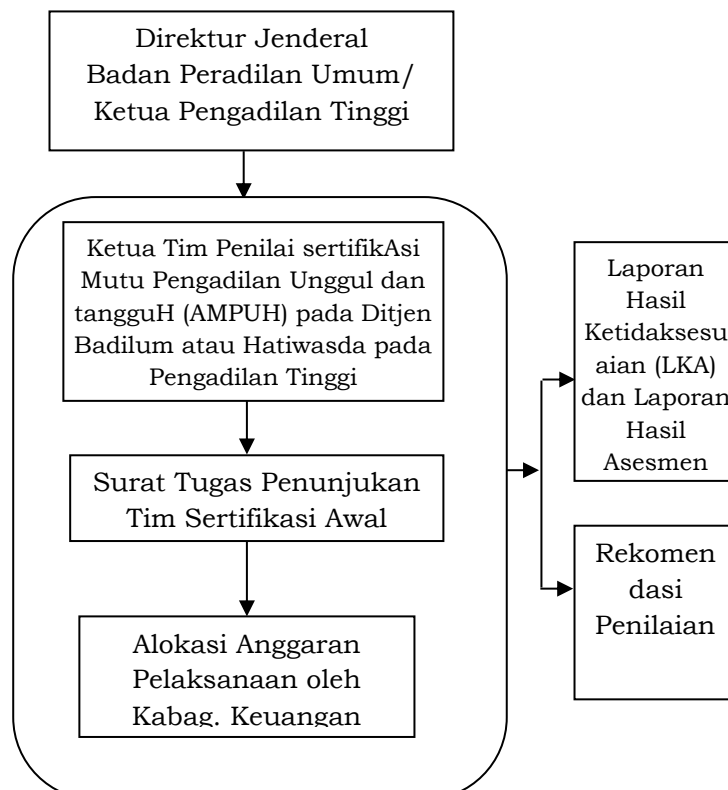 Direktur Jenderal
Badan Peradilan Umum/
Ketua Pengadilan Tinggi
Ketua Tim Penilai sertifikAsi
Mutu Pengadilan Unggul dan
tangguH (AMPUH) pada Ditjen
Badilum atau Hatiwasda pada
Pengadilan Tinggi
Surat Tugas Penunjukan
Tim Sertifikasi Awal
Alokasi Anggaran
Pelaksanaan oleh
Kabag. Keuangan
Laporan
Hasil
Ketidaksesu
aian (LKA)
dan Laporan
Hasil
Asesmen
Rekomen
dasi
Penilaian